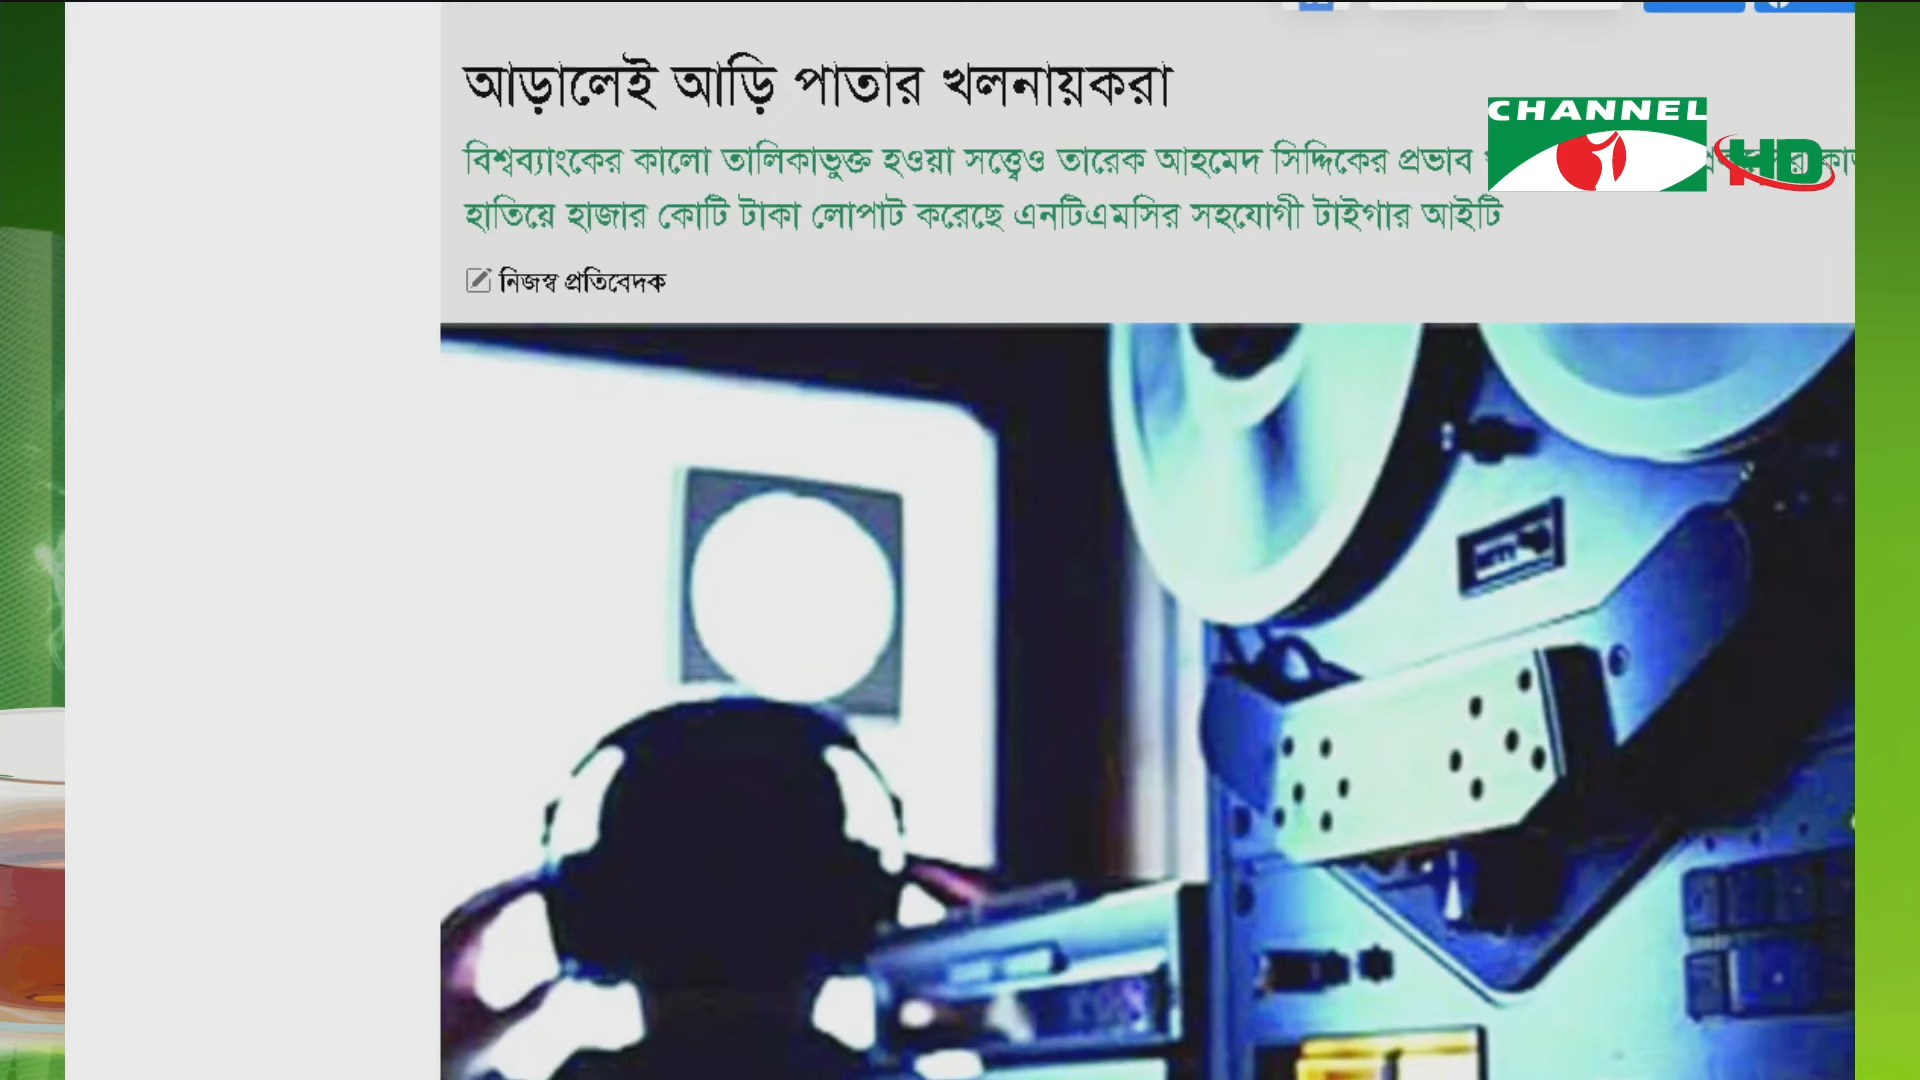 আড়ালেই আড়ি পাতার খলনায়করা
বিশ্বব্যাংকের কালো তালিকাভুক্ত হওয়া সত্ত্বেও তারেক আহমেদ সিদ্দিকের প্রভাব
হাতিয়ে হাজার কোটি টাকা লোপাট করেছে এনটিএমসির সহযোগী টাইগার আইটি
নিজস্ব প্রতিবেদক
CHANNEL
HD